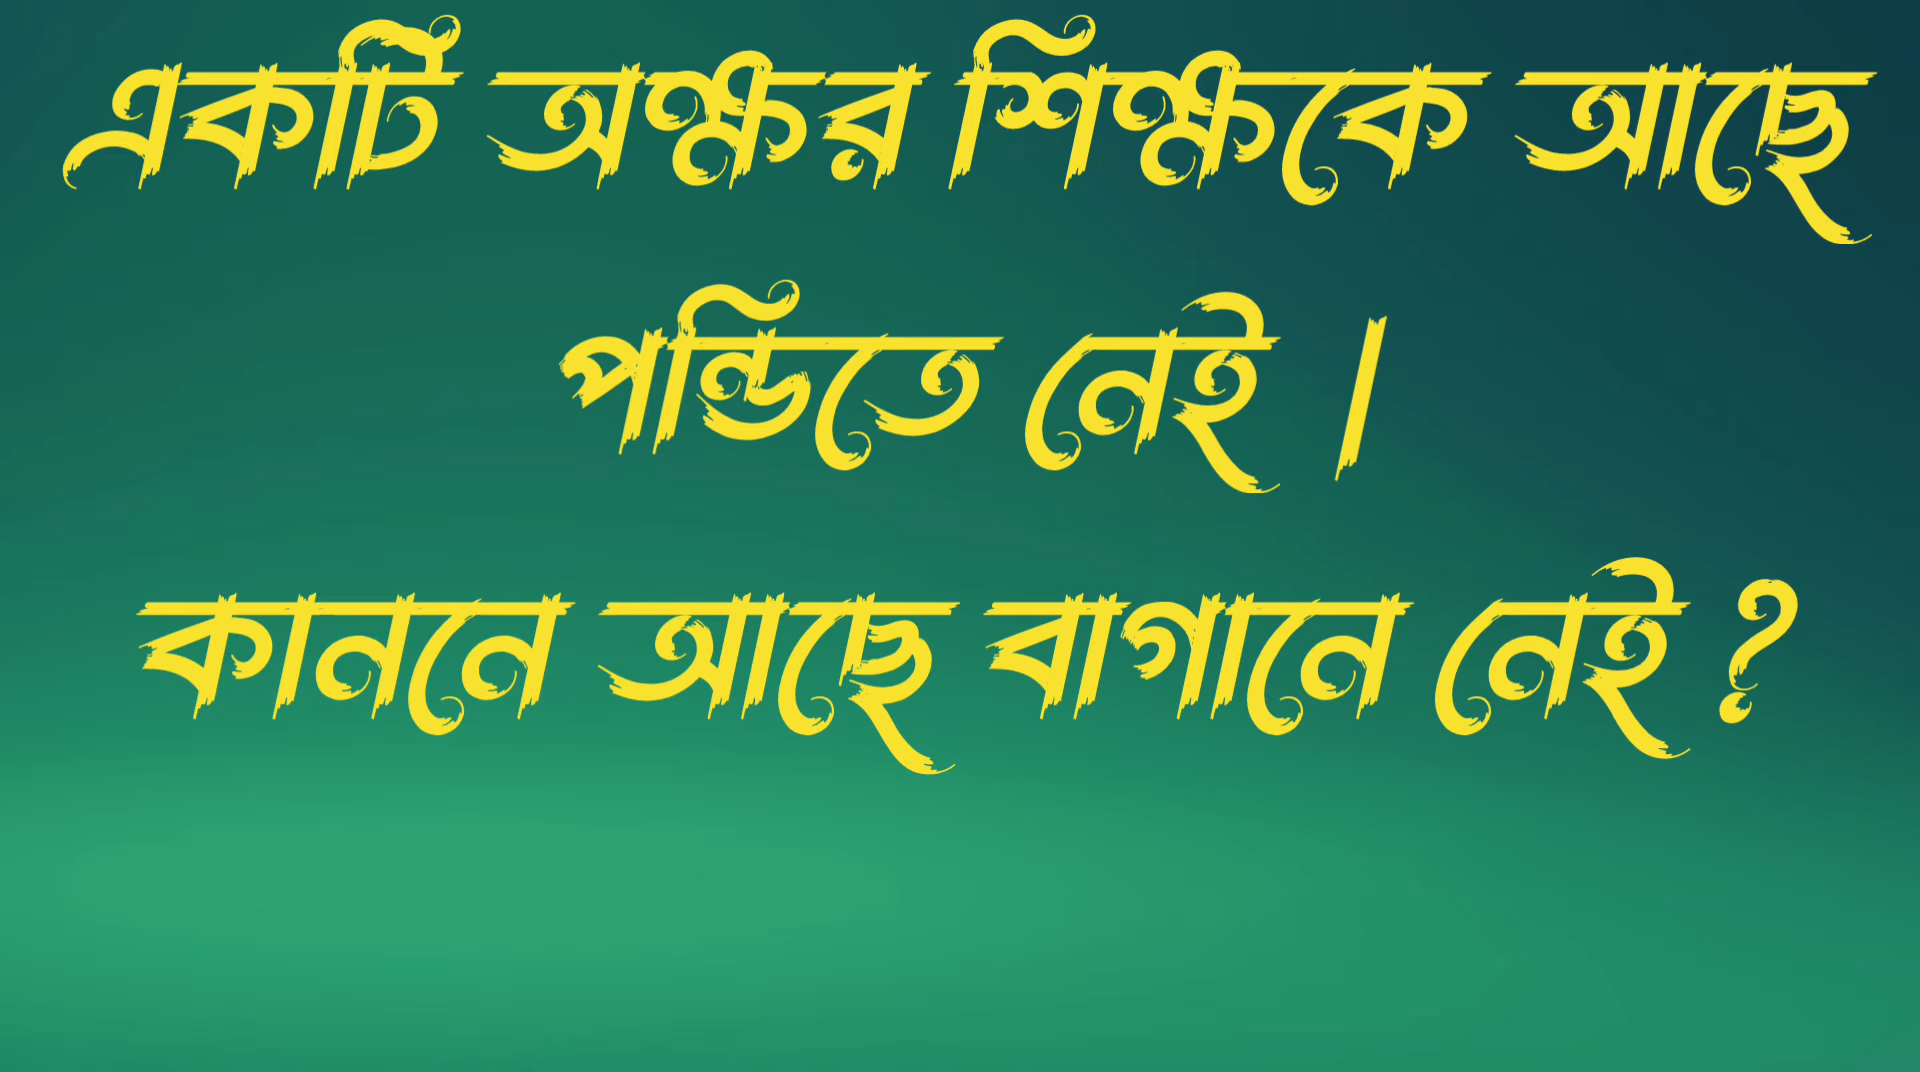 একটি অক্ষর শিক্ষকে আছে
পন্ডিতে নেই |
কাননে আছে বাগানে নেই ?